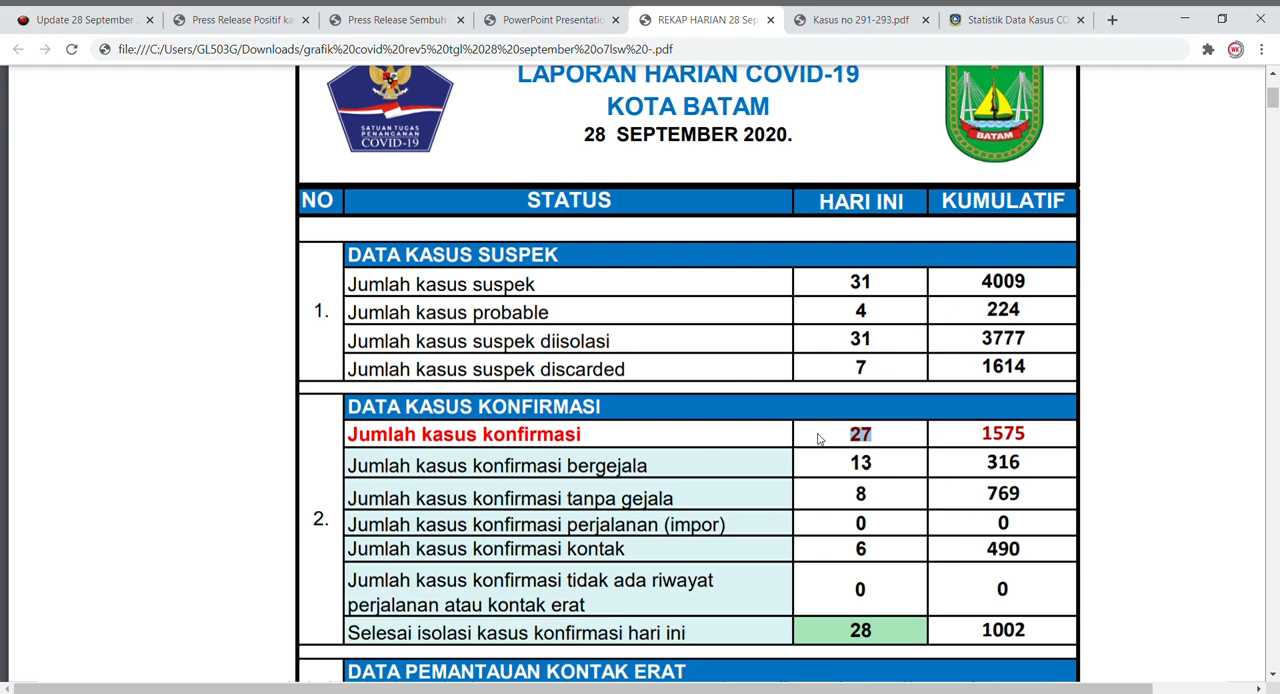 Update 28 September
Press Release Positif ka
Press Release Sembuh
PowerPoint Presentatio
REKAP HARIAN 28 Sep
Kasus no 291-293.pdf
Statistik Data Kasus CO
file:///C:/Users/GL503G/Downloads/grafik%20covid%20rev5%20tgl%2028%20september%20o7lsw%20-.pdf
WK
SATUAN TUGAS
PENANGANAN
COVID-19
LAPORAN HARIAN COVID-19
KOTA BATAM
28 SEPTEMBER 2020.
BATAM
NO STATUS HARI INI KUMULATIF
1.
DATA KASUS SUSPEK
Jumlah kasus suspek 31 4009
Jumlah kasus probable 4 224
Jumlah kasus suspek diisolasi 31 3777
Jumlah kasus suspek discarded 7 1614
2.
DATA KASUS KONFIRMASI
Jumlah kasus konfirmasi 27 1575
Jumlah kasus konfirmasi bergejala 13 316
Jumlah kasus konfirmasi tanpa gejala 8 769
Jumlah kasus konfirmasi perjalanan (impor) 0 0
Jumlah kasus konfirmasi kontak 6 490
Jumlah kasus konfirmasi tidak ada riwayat
perjalanan atau kontak erat 0 0
Selesai isolasi kasus konfirmasi hari ini 28 1002
DATA PEMANTAUAN KONTAK ERAT